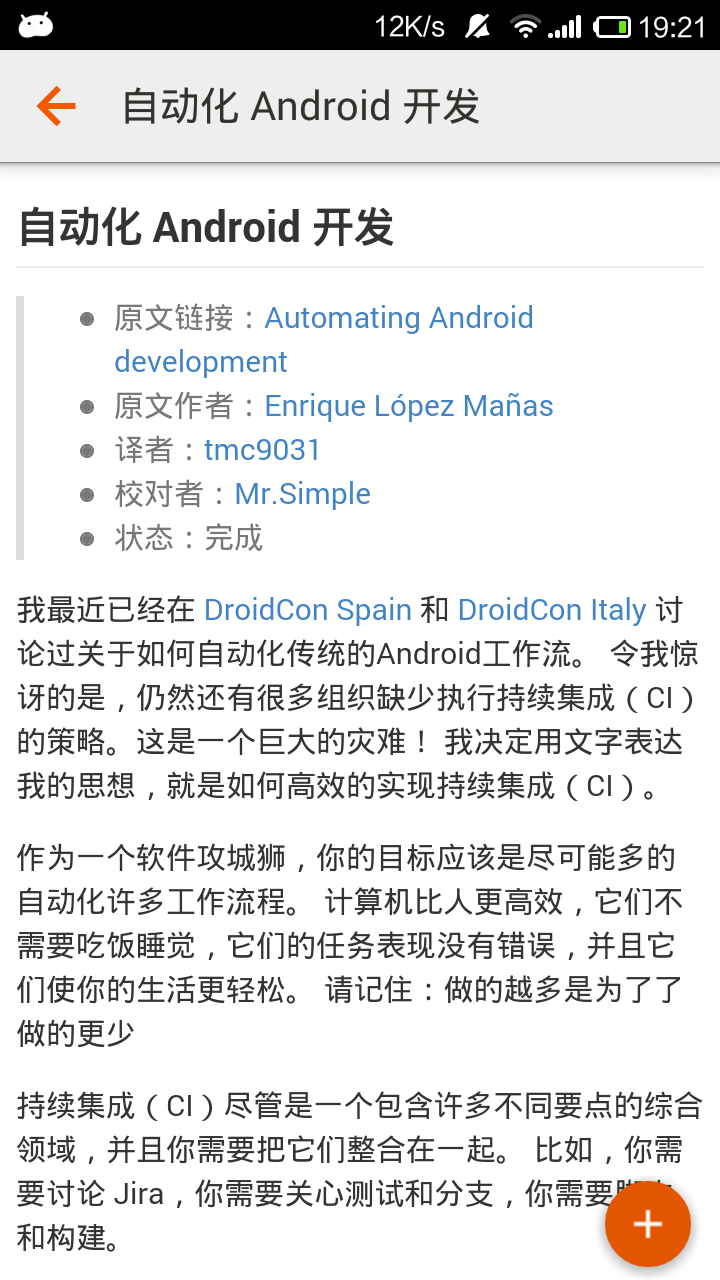 12K/s 19:21
自动化 Android 开发
自动化 Android 开发
原文链接：Automating Android
development
原文作者：Enrique López Mañas
译者：tmc9031
校对者：Mr.Simple
状态：完成
我最近已经在 DroidCon Spain 和 DroidCon Italy 讨
论过关于如何自动化传统的Android工作流。 令我惊
讶的是，仍然还有很多组织缺少执行持续集成（CI）
的策略。这是一个巨大的灾难！ 我决定用文字表达
我的思想，就是如何高效的实现持续集成（CI）。
作为一个软件攻城狮，你的目标应该是尽可能多的
自动化许多工作流程。 计算机比人更高效，它们不
需要吃饭睡觉，它们的任务表现没有错误，并且它
们使你的生活更轻松。 请记住：做的越多是为了了
做的更少
持续集成（CI）尽管是一个包含许多不同要点的综合
领域，并且你需要把它们整合在一起。 比如，你需
要讨论 Jira，你需要关心测试和分支，你需要
和构建。